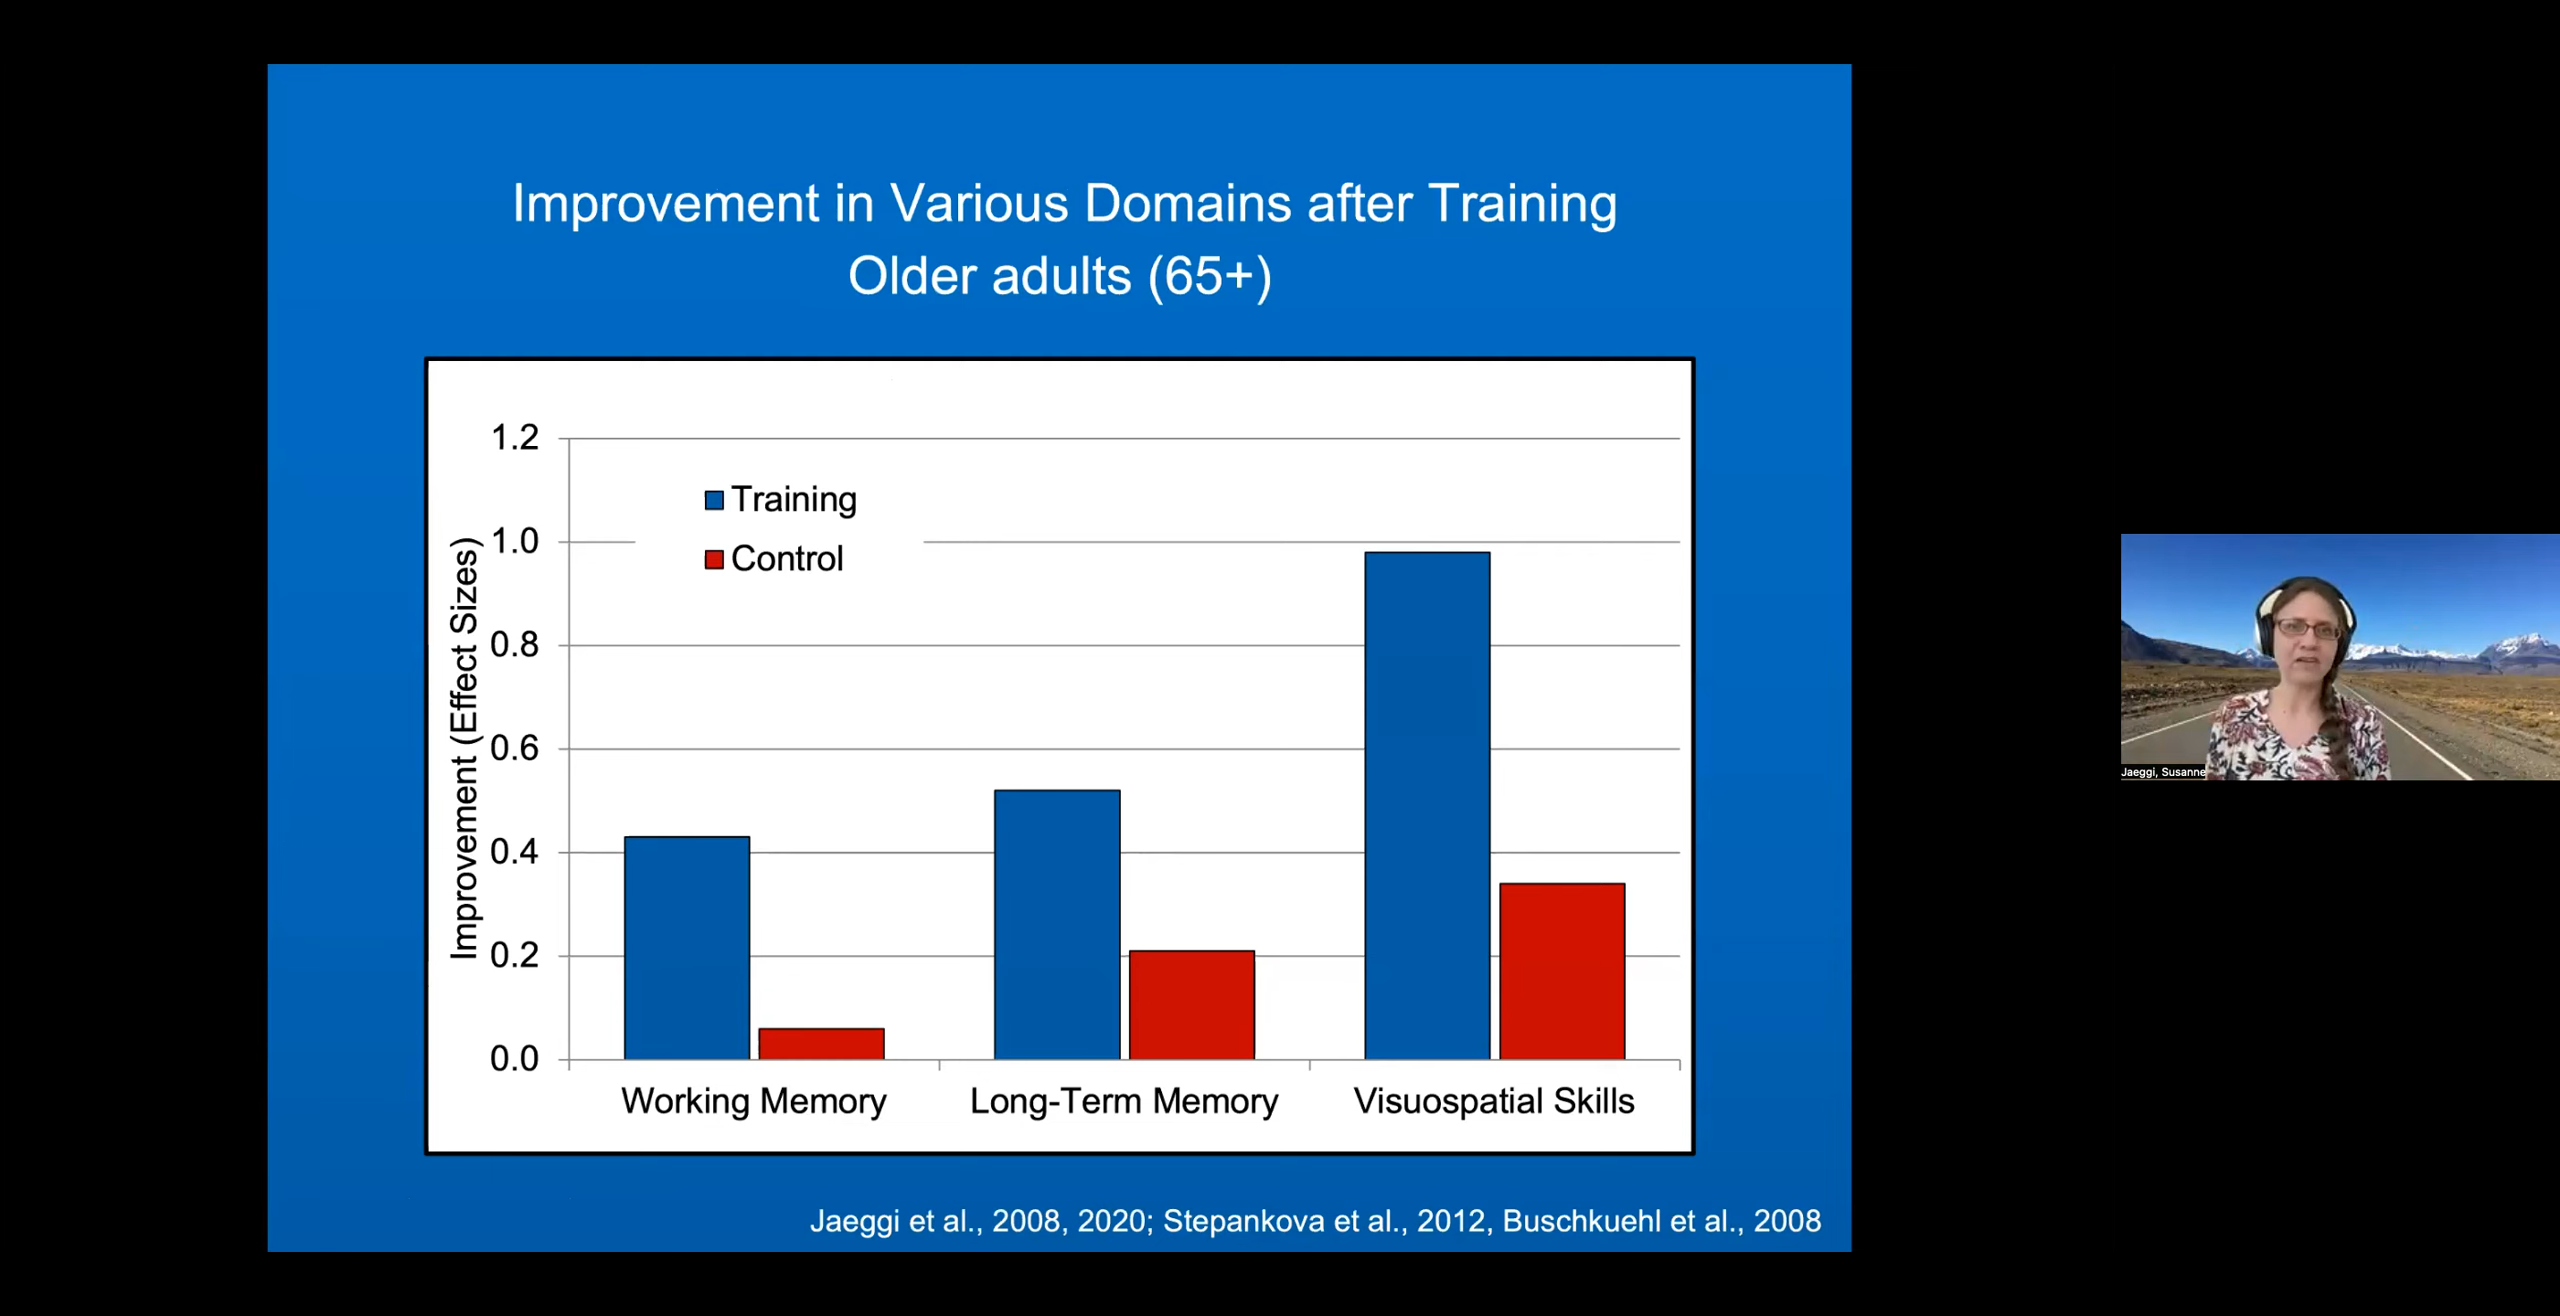 Improvement in Various Domains after Training
Older adults (65+)
Improvement (Effect Sizes)
1.2
1.0
0.8
0.6
0.4
0.2
0.0
Training
Control
Working Memory
Long-Term Memory
Visuospatial Skills
Jaeggi et al., 2008, 2020; Stepankova et al., 2012, Buschkuehl et al., 2008
Jaeggi, Susanne